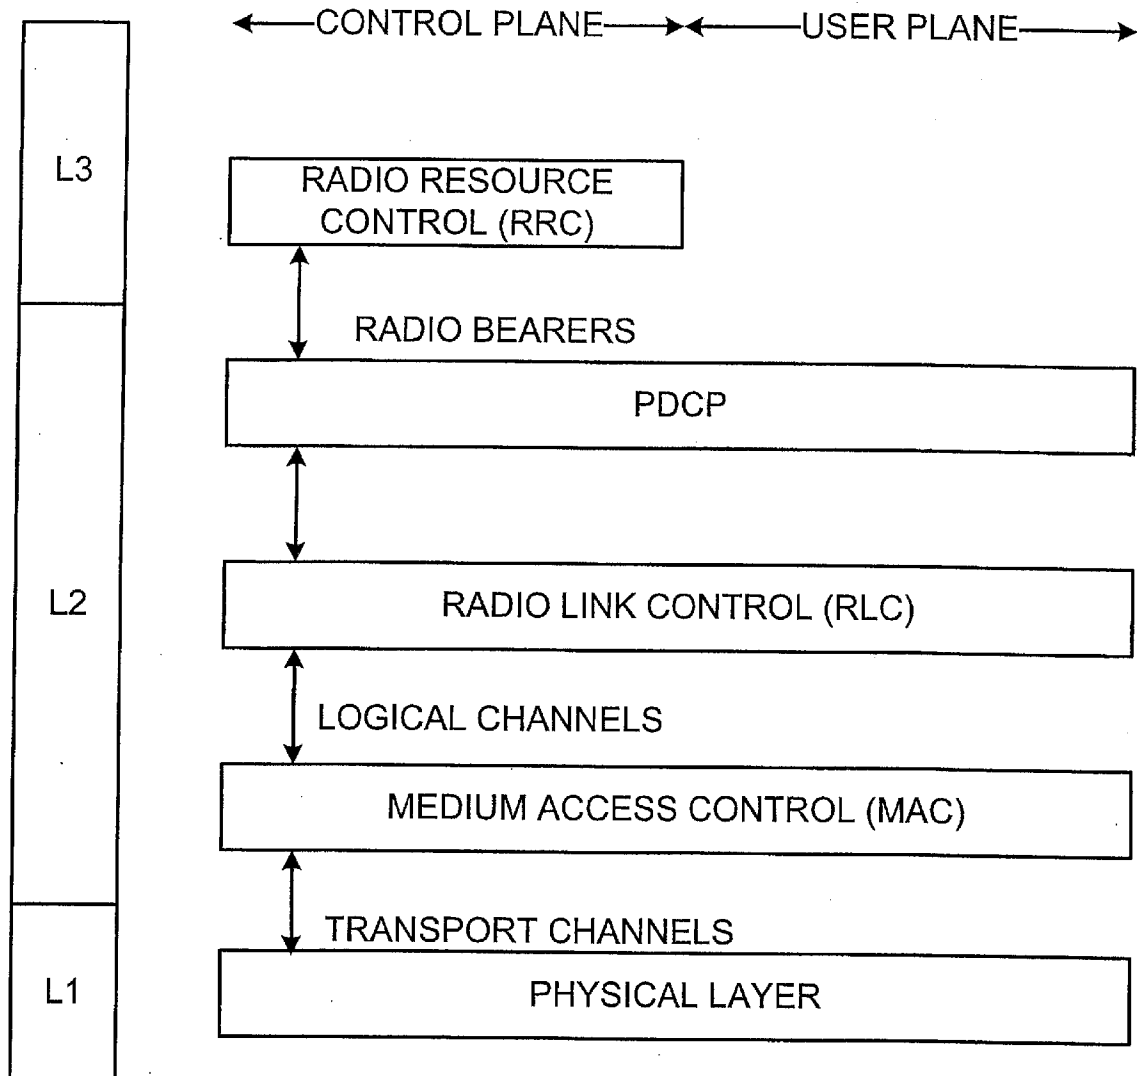 CONTROL PLANE
USER PLANE
L3
RADIO RESOURCE
CONTROL (RRC)
RADIO BEARERS
PDCP
L2
RADIO LINK CONTROL (RLC)
LOGICAL CHANNELS
MEDIUM ACCESS CONTROL (MAC)
TRANSPORT CHANNELS
L1
PHYSICAL LAYER